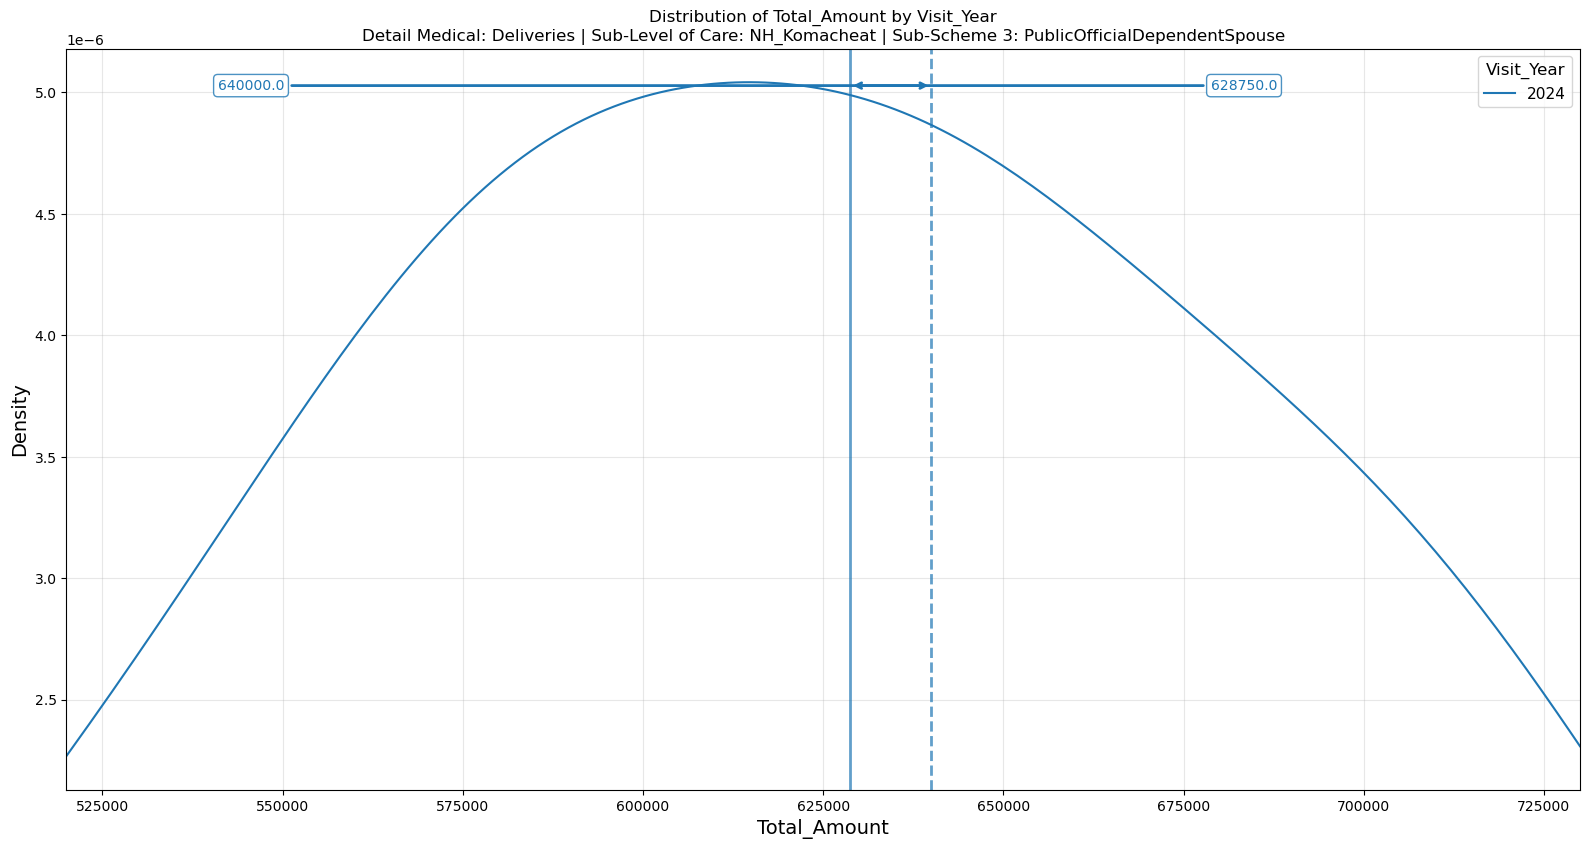 Distribution of Total_Amount by Visit_Year
Detail Medical: Deliveries | Sub-Level of Care: NH_Komacheat | Sub-Scheme 3: PublicOfficialDependentSpouse
1e−6
640000.0
628750.0
Visit_Year
2024
5.0
4.5
4.0
3.5
3.0
2.5
Density
525000 550000 575000 600000 625000 650000 675000 700000 725000
Total_Amount